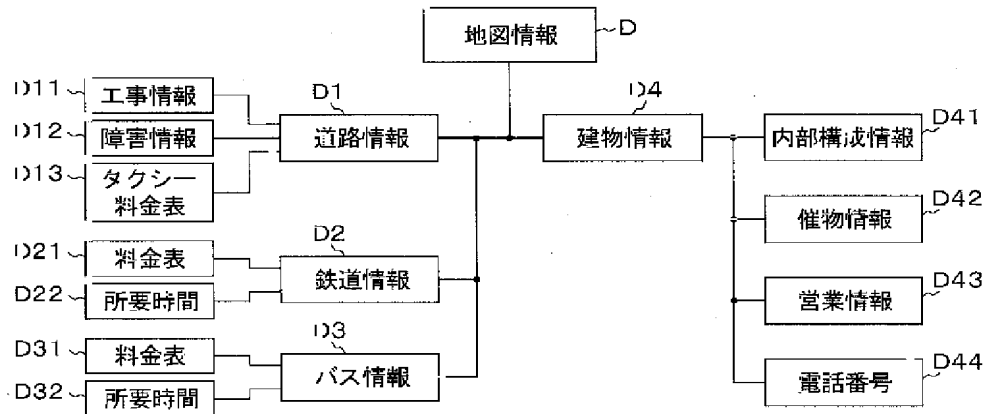 地図情報 D
D11 工事情報
D12 障害情報
D13 タクシー
料金表
D1
道路情報
D4
建物情報
D41
内部構成情報
D42
催物情報
D43
営業情報
D44
電話番号
D21 料金表
D22 所要時間
D2
鉄道情報
D31 料金表
D32 所要時間
D3
バス情報